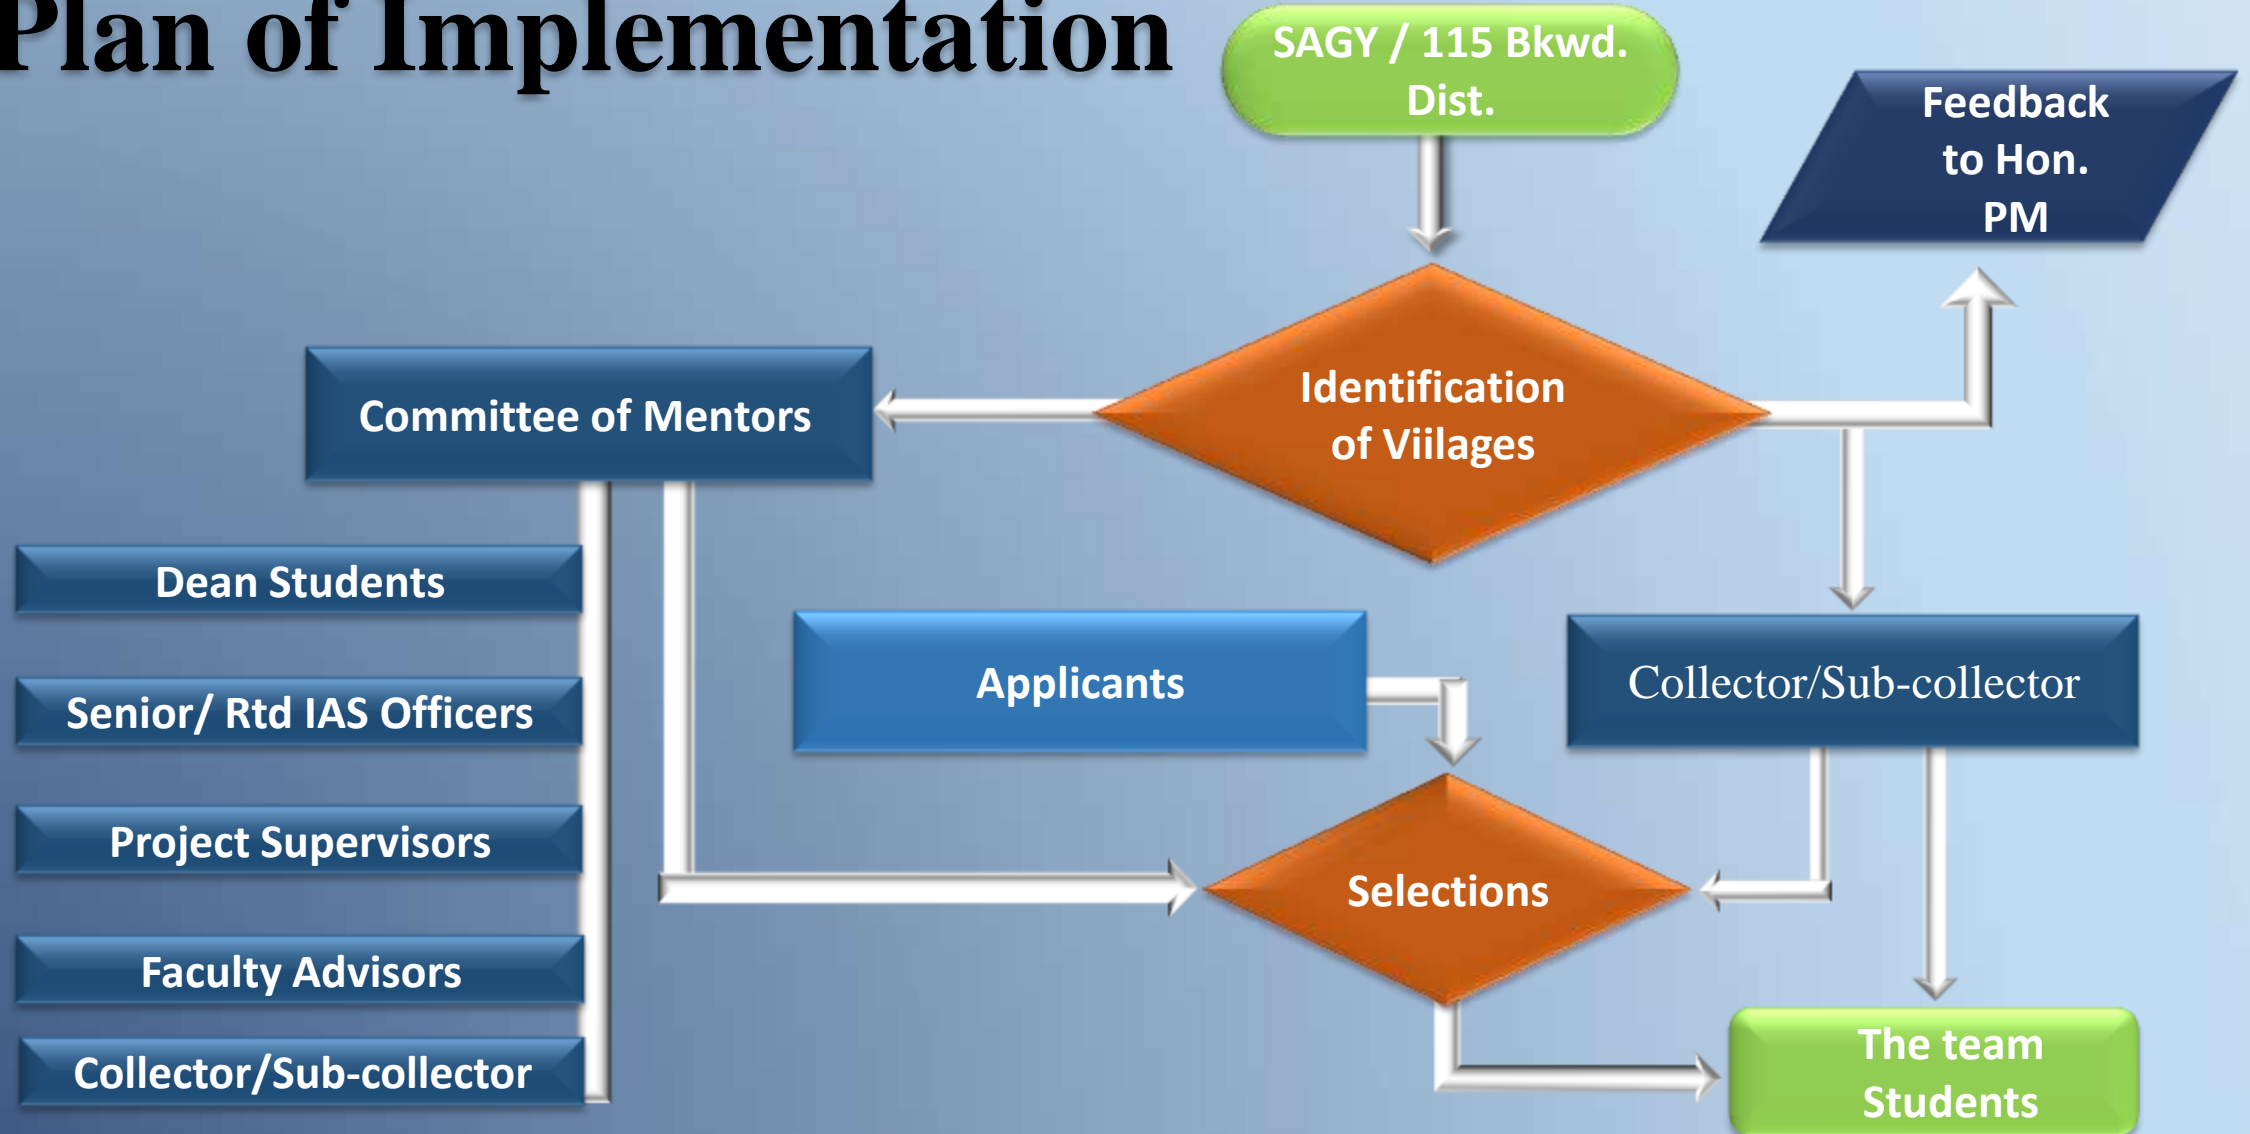 Plan of Implementation
SAGY / 115 Bkwd.
Dist.
Feedback
to Hon.
PM
Identification
of Viilages
Committee of Mentors
Dean Students
Senior/ Rtd IAS Officers
Project Supervisors
Faculty Advisors
Collector/Sub-collector
Applicants
Collector/Sub-collector
Selections
The team
Students